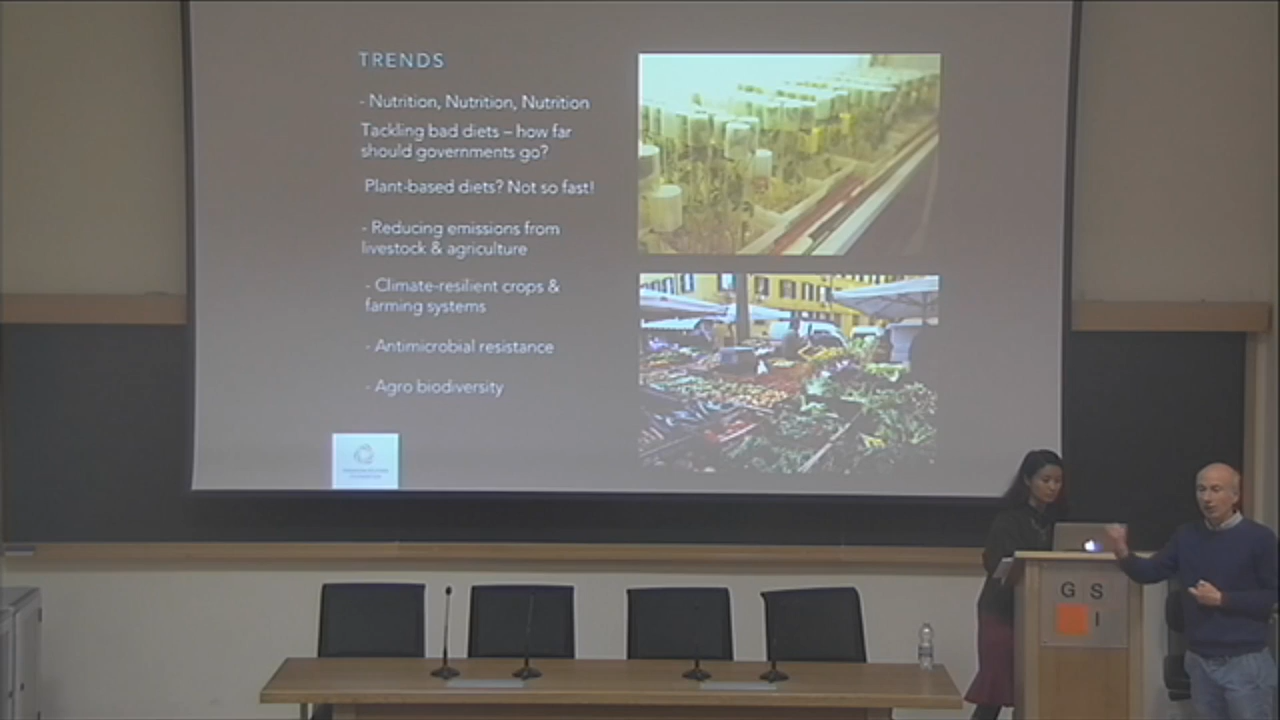 TRENDS
- Nutrition, Nutrition, Nutrition
Tackling bad diets – how far
should governments go?
Plant-based diets? Not so fast!
- Reducing emissions from
livestock & agriculture
- Climate-resilient crops &
farming systems
- Antimicrobial resistance
- Agro biodiversity
G S
I